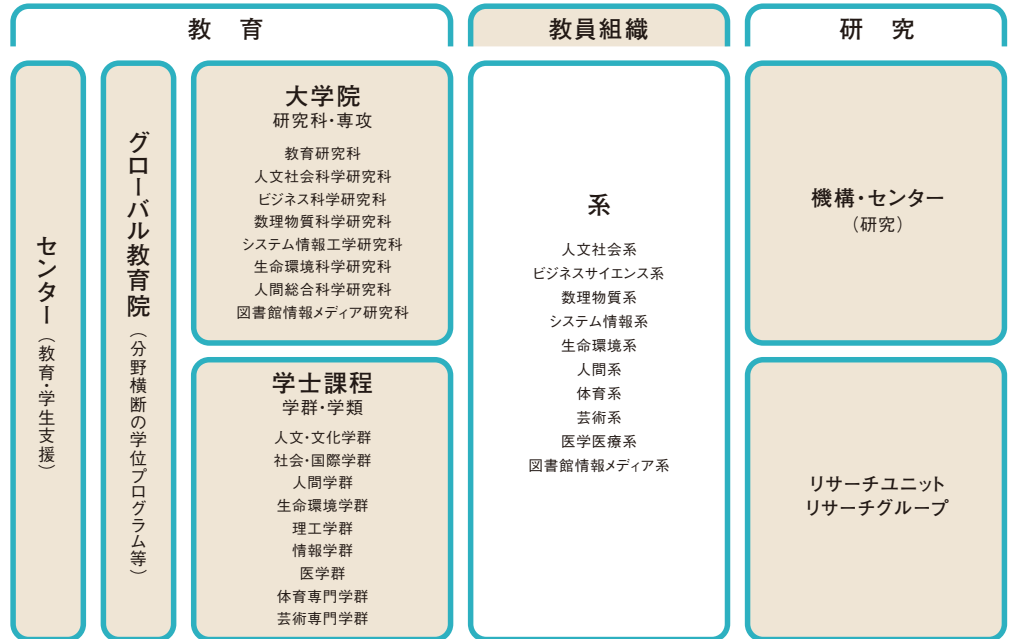 教 育
教員組織
研 究
センター（教育・学生支援）
グローバル教育院（分野横断の学位プログラム等）
大学院
研究科・専攻
教育研究科
人文社会科学研究科
ビジネス科学研究科
数理物質科学研究科
システム情報工学研究科
生命環境科学研究科
人間総合科学研究科
図書館情報メディア研究科
学士課程
学群・学類
人文・文化学群
社会・国際学群
人間学群
生命環境学群
理工学群
情報学群
医学群
体育専門学群
芸術専門学群
系
人文社会系
ビジネスサイエンス系
数理物質系
システム情報系
生命環境系
人間系
体育系
芸術系
医学医療系
図書館情報メディア系
機構・センター
（研究）
リサーチユニット
リサーチグループ